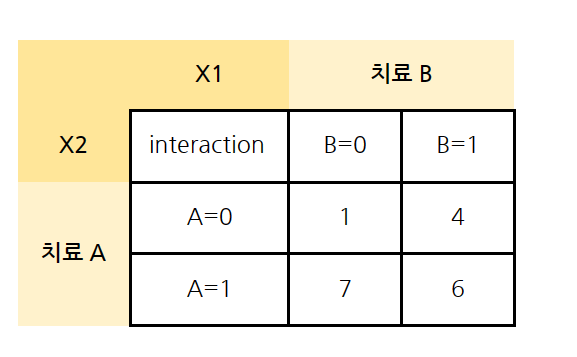 X1 치료 B
X2 interaction B=0 B=1
A=0 1 4
치료 A
A=1 7 6